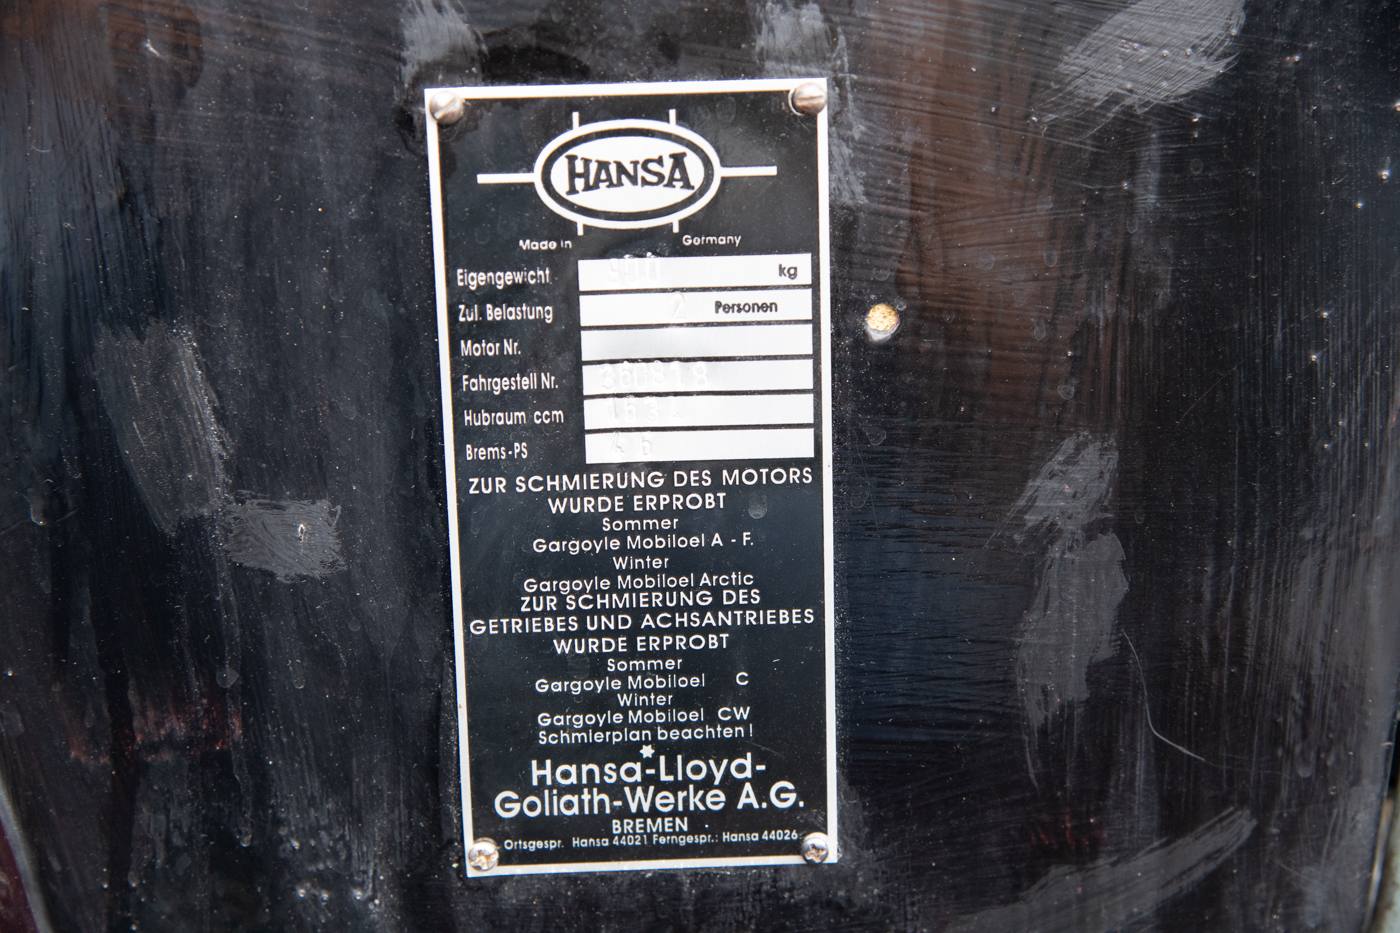 HANSA
Made in Germany
Eigengewicht kg
Zul. Belastung 2 Personen
Motor Nr.
Fahrgestell Nr.
Hubraum ccm
Brems-PS
ZUR SCHMIERUNG DES MOTORS
WURDE ERPROBT
Sommer
Gargoyle Mobiloel A - F.
Winter
Gargoyle Mobiloel Arctic
ZUR SCHMIERUNG DES
GETRIEBES UND ACHSANTRIEBES
WURDE ERPROBT
Sommer
Gargoyle Mobiloel C
Winter
Gargoyle Mobiloel CW
Schmierplan beachten!
Hansa-Lloyd-
Goliath-Werke A.G.
BREMEN
Ortsgespr. Hansa 44021 Ferngespr.: Hansa 44026